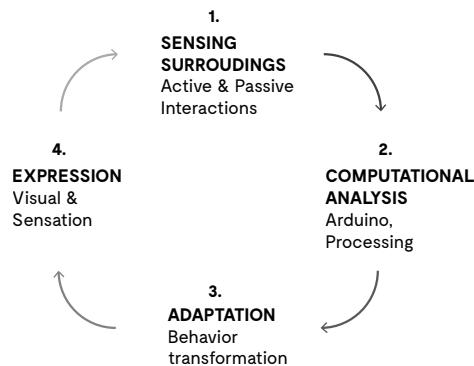 1.
SENSING
SURROUDINGS
Active & Passive
Interactions
2.
COMPUTATIONAL
ANALYSIS
Arduino,
Processing
3.
ADAPTATION
Behavior
transformation
4.
EXPRESSION
Visual &
Sensation